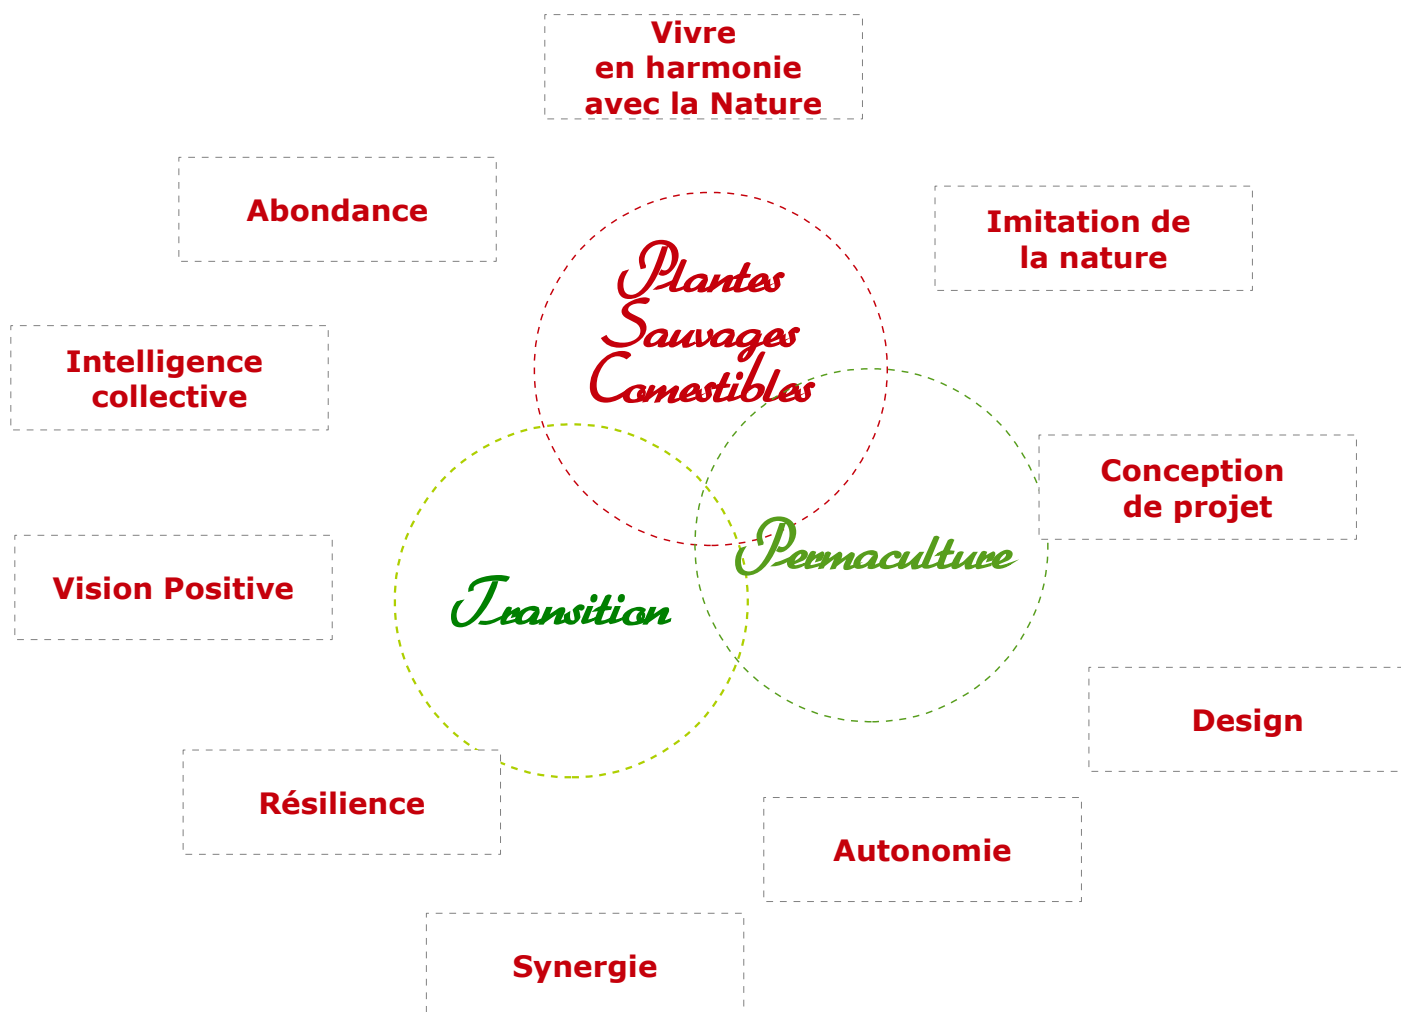 Vivre
en harmonie
avec la Nature
Abondance
Imitation de
la nature
Plantes
Sauvages
Comestibles
Intelligence
collective
Conception
de projet
Permaculture
Vision Positive
Transition
Design
Résilience
Autonomie
Synergie